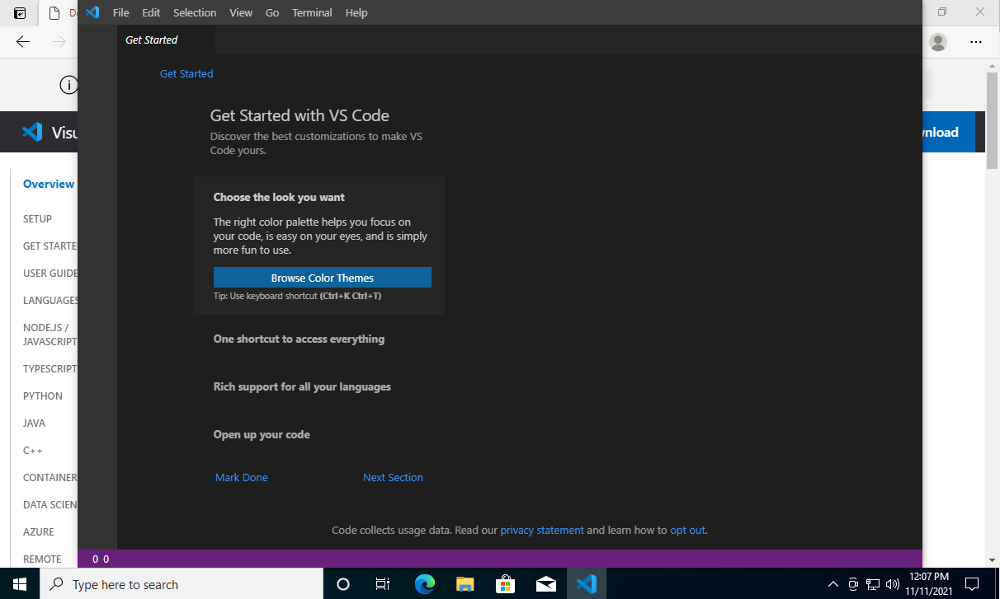 File Edit Selection View Go Terminal Help
Get Started
Get Started
Get Started with VS Code
Discover the best customizations to make VS
Code yours.
Choose the look you want
The right color palette helps you focus on
your code, is easy on your eyes, and is simply
more fun to use.
Browse Color Themes
Tip: Use keyboard shortcut (Ctrl+K Ctrl+T)
One shortcut to access everything
Rich support for all your languages
Open up your code
Mark Done Next Section
Code collects usage data. Read our privacy statement and learn how to opt out.
0 0
Overview
SETUP
GET STARTE
USER GUIDE
LANGUAGES
NODE.JS /
JAVASCRIPT
TYPESCRIPT
PYTHON
JAVA
C++
CONTAINER
DATA SCIEN
AZURE
REMOTE
Type here to search
12:07 PM
11/11/2021